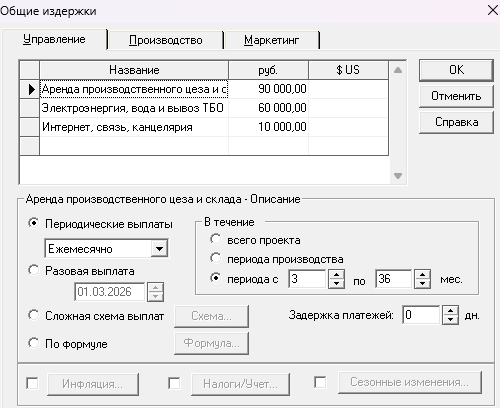 Общие издержки
Управление Производство Маркетинг
Название руб. $ US
Аренда производственного цеза и с 90 000,00
Электроэнергия, вода и вывоз ТБО 60 000,00
Интернет, связь, канцелярия 10 000,00
OK
Отменить
Справка
Аренда производственного цеза и склада - Описание
Периодические выплаты
Ежемесячно
Разовая выплата
01.03.2026
Сложная схема выплат Схема...
По формуле Формула...
В течение
всего проекта
периода производства
периода с 3 по 36 мес.
Задержка платежей: 0 дн.
Инфляция... Налоги/Учет... Сезонные изменения...